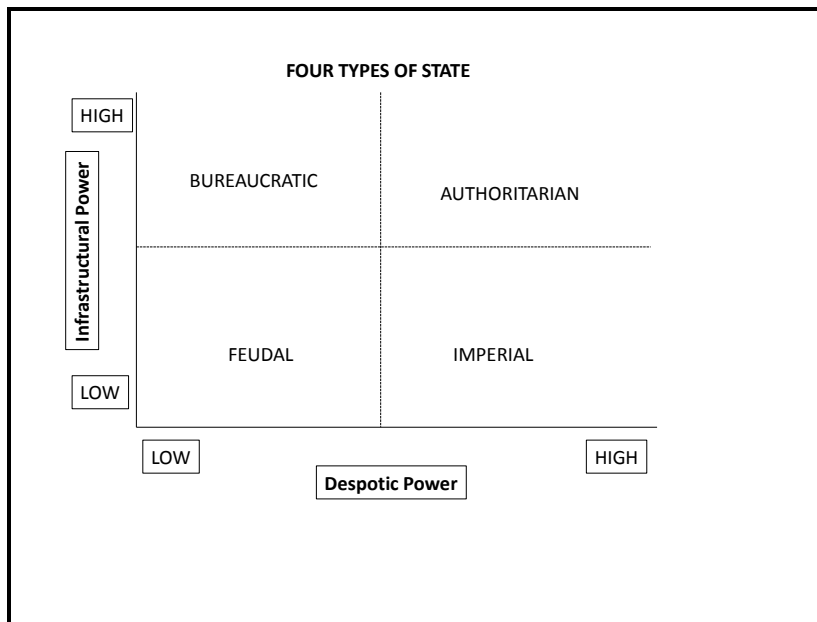 FOUR TYPES OF STATE
HIGH
BUREAUCRATIC
AUTHORITARIAN
Infrastructural Power
FEUDAL
IMPERIAL
LOW
LOW
HIGH
Despotic Power